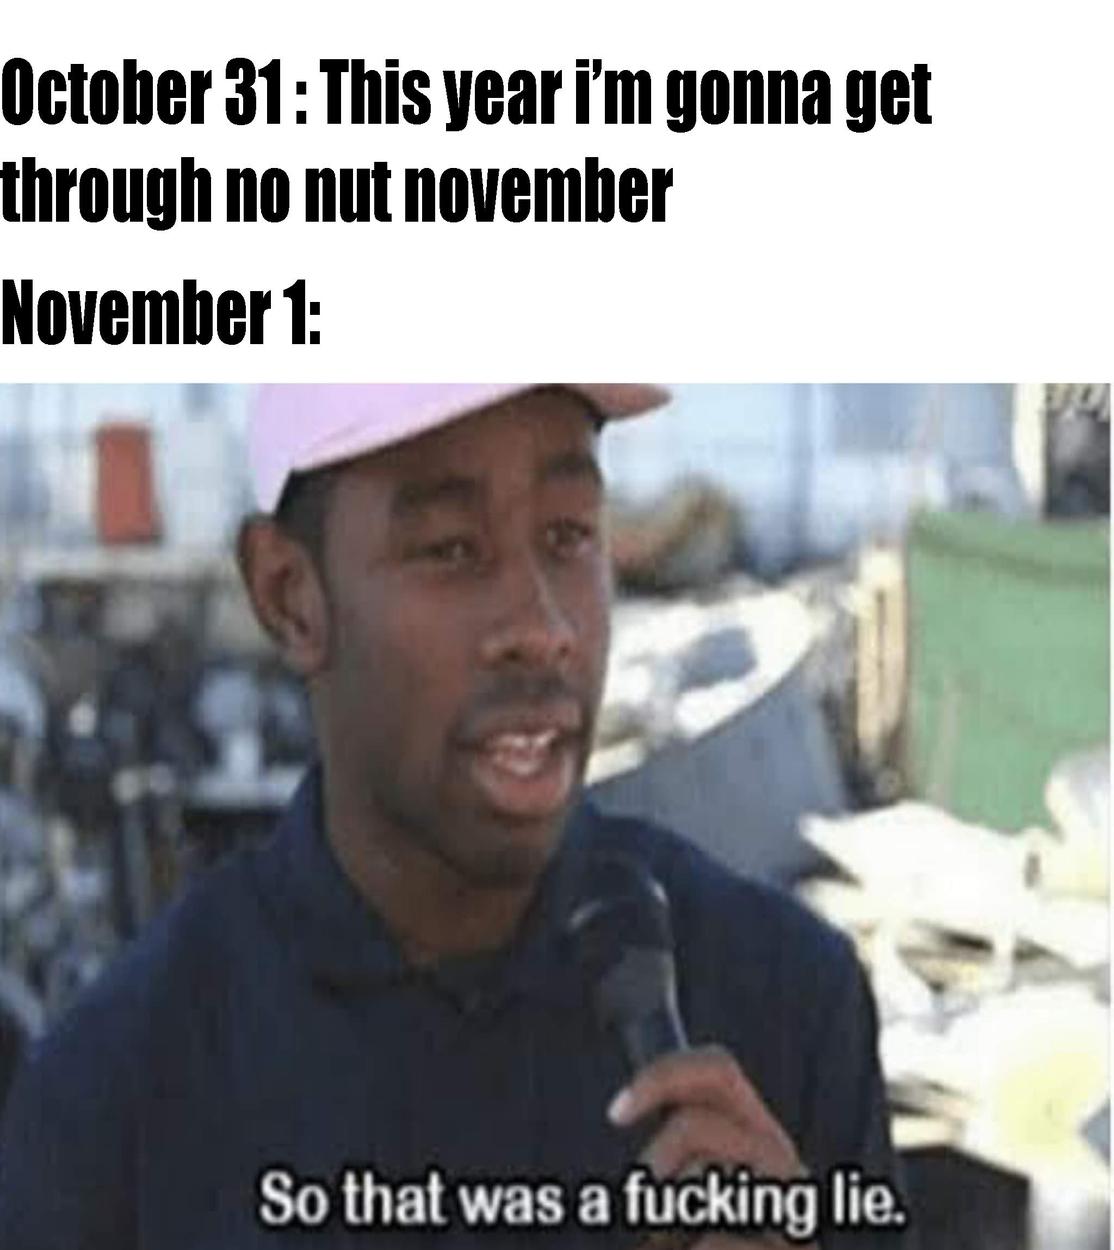 October 31 : This year i'm gonna get
through no nut november
November 1:
So that was a fucking lie.